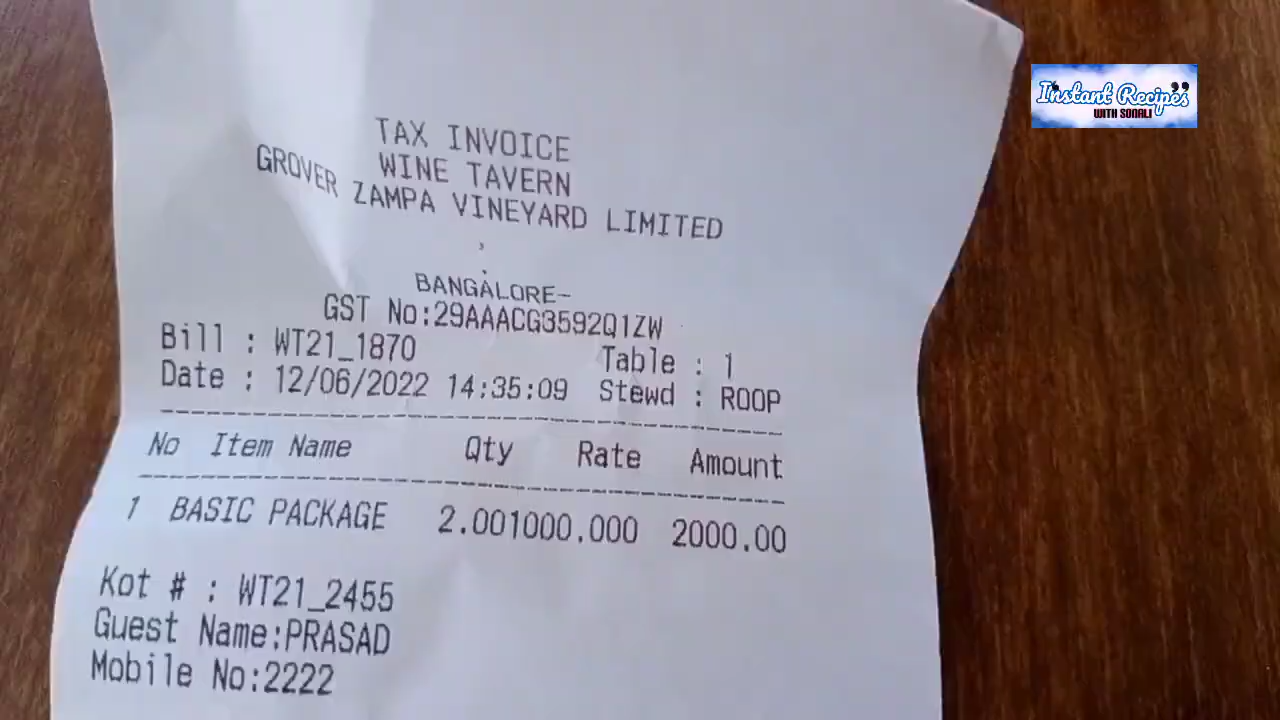 Instant Recipes
WITH SONALI
TAX INVOICE
WINE TAVERN
GROVER ZAMPA VINEYARD LIMITED
,
BANGALORE-
GST No:29AAACG3592Q1ZW
Bill : WT21_1870 Table : 1
Date : 12/06/2022 14:35:09 Stewd : ROOP
No Item Name Qty Rate Amount
1 BASIC PACKAGE 2.001000.000 2000.00
Kot # : WT21_2455
Guest Name:PRASAD
Mobile No:2222